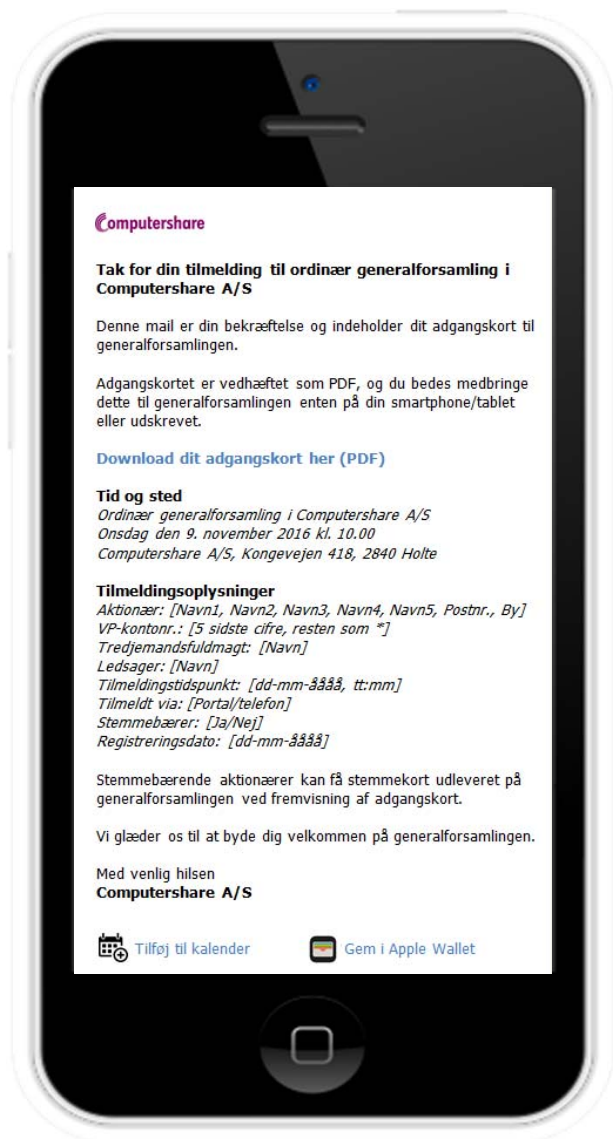 Computershare
Tak for din tilmelding til ordinær generalforsamling i
Computershare A/S
Denne mail er din bekræftelse og indeholder dit adgangskort til
generalforsamlingen.
Adgangskortet er vedhæftet som PDF, og du bedes medbringe
dette til generalforsamlingen enten på din smartphone/tablet
eller udskrevet.
Download dit adgangskort her (PDF)
Tid og sted
Ordinær generalforsamling i Computershare A/S
Onsdag den 9. november 2016 kl. 10.00
Computershare A/S, Kongevejen 418, 2840 Holte
Tilmeldingsoplysninger
Aktionær: [Navn1, Navn2, Navn3, Navn4, Navn5, Postnr., By]
VP-kontonr.: [5 sidste cifre, resten som *]
Tredjemandsfuldmagt: [Navn]
Ledsager: [Navn]
Tilmeldingstidspunkt: [dd-mm-åååå, tt:mm]
Tilmeldt via: [Portal/telefon]
Stemmebærer: [Ja/Nej]
Registreringsdato: [dd-mm-åååå]
Stemmebærende aktionærer kan få stemmekort udleveret på
generalforsamlingen ved fremvisning af adgangskort.
Vi glæder os til at byde dig velkommen på generalforsamlingen.
Med venlig hilsen
Computershare A/S
Tilføj til kalender
Gem i Apple Wallet